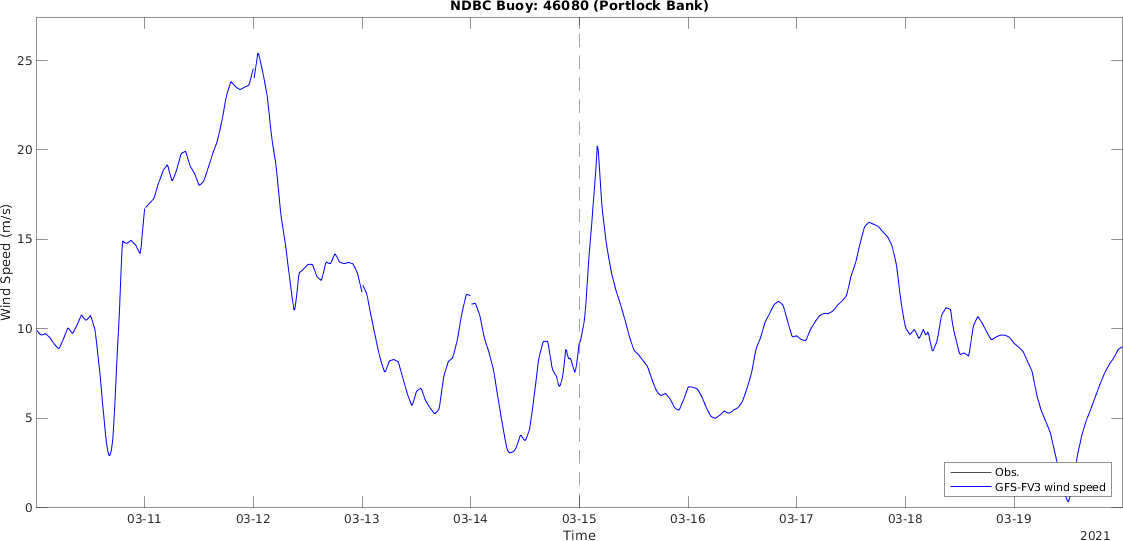 NDBC Buoy: 46080 (Portlock Bank)
25
20
15
10
5
0
Wind Speed (m/s)
03-11 03-12 03-13 03-14 03-15 03-16 03-17 03-18 03-19
Time
2021
Obs.
GFS-FV3 wind speed